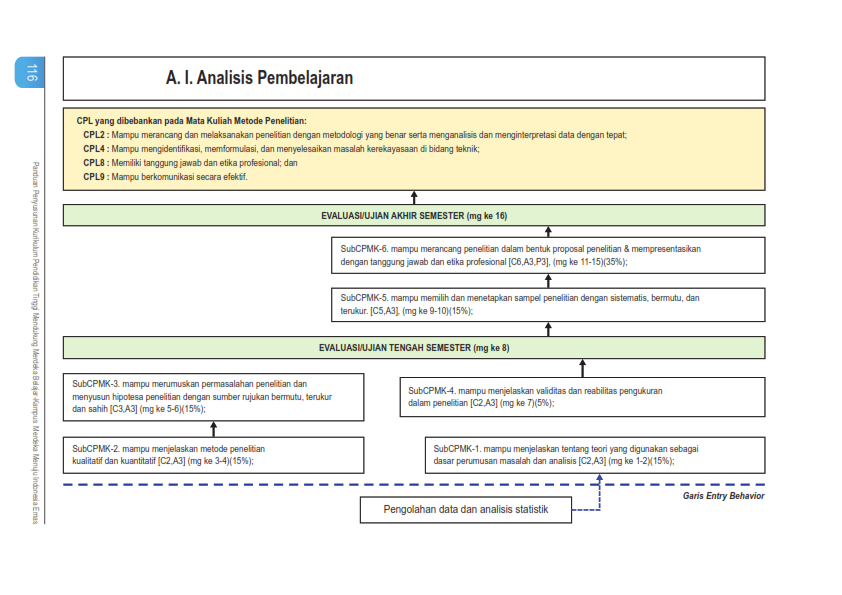 116
Panduan Penyusunan Kurikulum Pendidikan Tinggi Mendukung Merdeka Belajar-Kampus Merdeka Menuju Indonesia Emas
A. I. Analisis Pembelajaran
CPL yang dibebankan pada Mata Kuliah Metode Penelitian:
CPL2 : Mampu merancang dan melaksanakan penelitian dengan metodologi yang benar serta menganalisis dan menginterpretasi data dengan tepat;
CPL4 : Mampu mengidentifikasi, memformulasi, dan menyelesaikan masalah kerekayasaan di bidang teknik;
CPL8 : Memiliki tanggung jawab dan etika profesional; dan
CPL9 : Mampu berkomunikasi secara efektif.
EVALUASI/UJIAN AKHIR SEMESTER (mg ke 16)
SubCPMK-6. mampu merancang penelitian dalam bentuk proposal penelitian & mempresentasikan
dengan tanggung jawab dan etika profesional [C6,A3,P3], (mg ke 11-15)(35%);
SubCPMK-5. mampu memilih dan menetapkan sampel penelitian dengan sistematis, bermutu, dan
terukur. [C5,A3], (mg ke 9-10)(15%);
EVALUASI/UJIAN TENGAH SEMESTER (mg ke 8)
SubCPMK-3. mampu merumuskan permasalahan penelitian dan
menyusun hipotesa penelitian dengan sumber rujukan bermutu, terukur
dan sahih [C3,A3] (mg ke 5-6)(15%);
SubCPMK-4. mampu menjelaskan validitas dan reabilitas pengukuran
dalam penelitian [C2,A3] (mg ke 7)(5%);
SubCPMK-2. mampu menjelaskan metode penelitian
kualitatif dan kuantitatif [C2,A3] (mg ke 3-4)(15%);
SubCPMK-1. mampu menjelaskan tentang teori yang digunakan sebagai
dasar perumusan masalah dan analisis [C2,A3] (mg ke 1-2)(15%);
Garis Entry Behavior
Pengolahan data dan analisis statistik